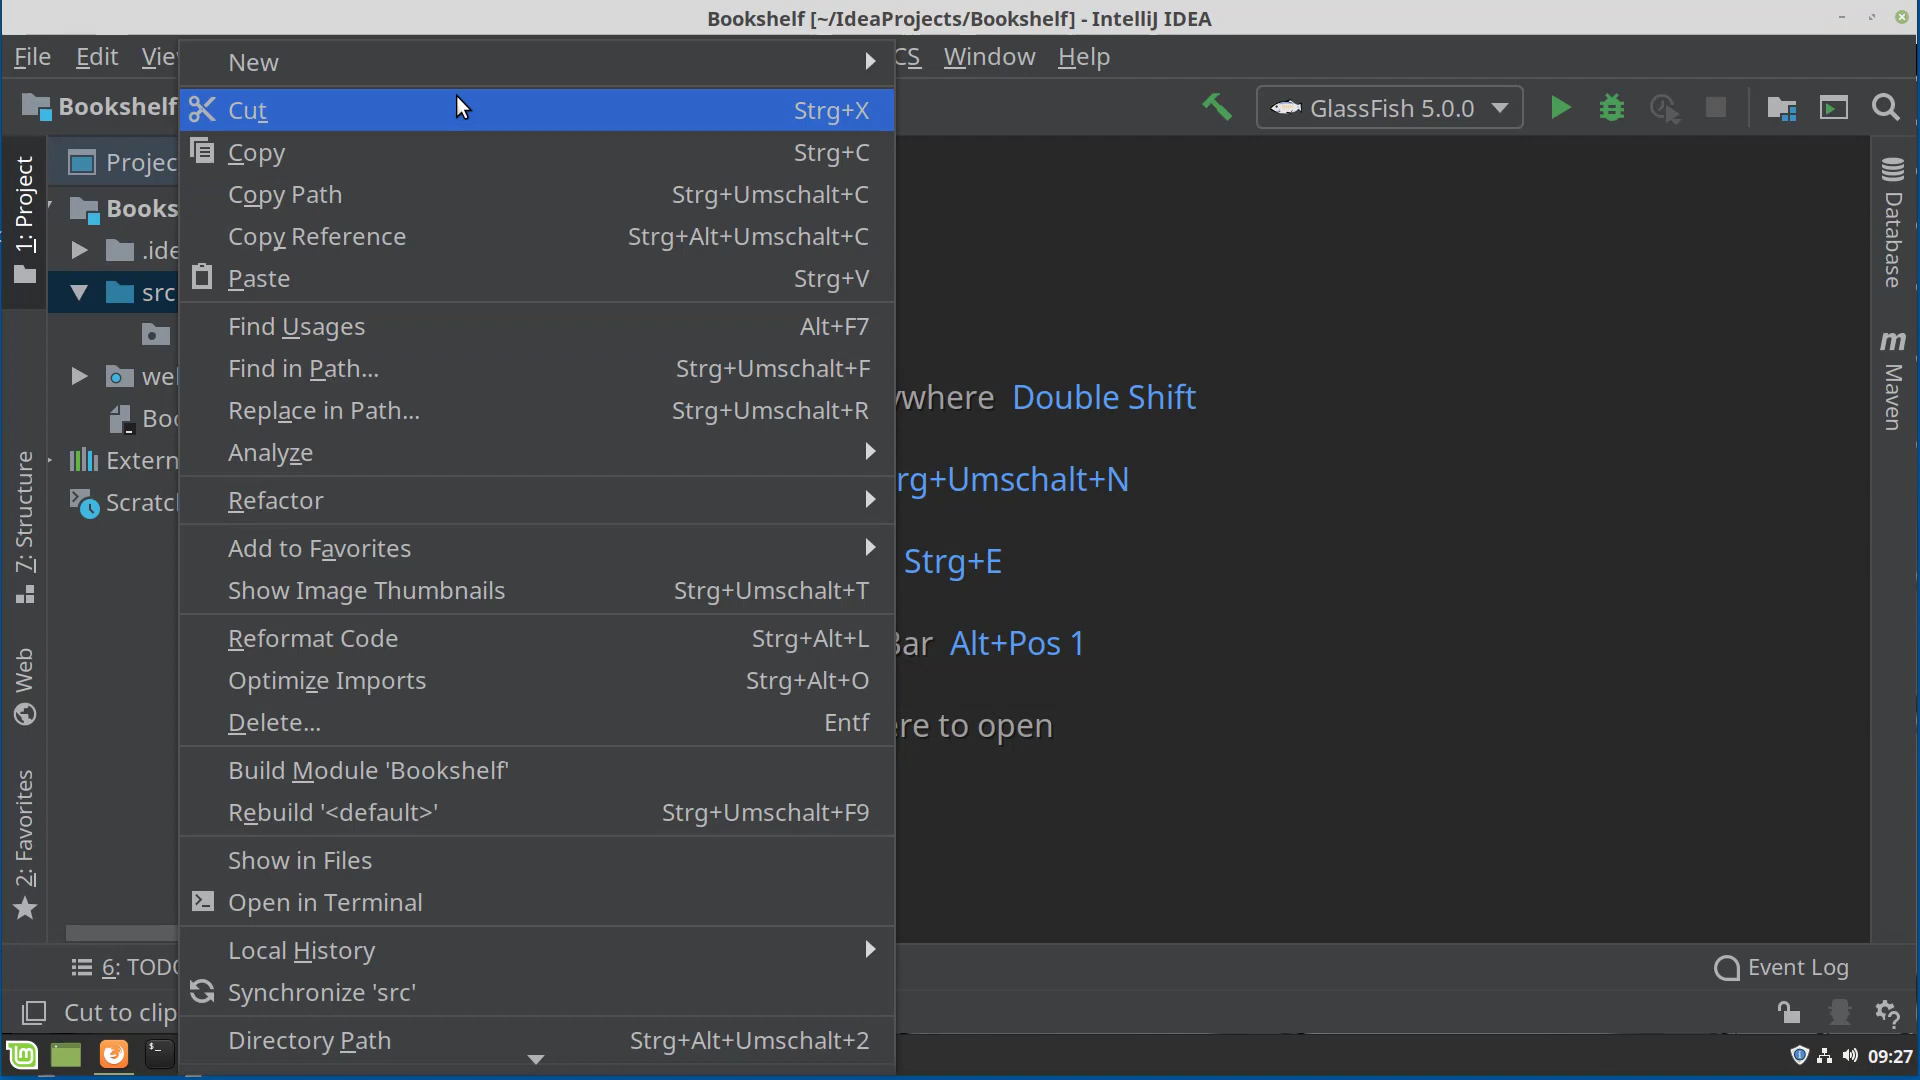 Bookshelf [~/IdeaProjects/Bookshelf] - IntelliJ IDEA
File Edit View CS Window Help
New
Bookshelf
Cut Strg+X
GlassFish 5.0.0
Copy Strg+C
Copy Path Strg+Umschalt+C
Copy Reference Strg+Alt+Umschalt+C
Paste Strg+V
Find Usages Alt+F7
Find in Path... Strg+Umschalt+F
Replace in Path... Strg+Umschalt+R
Analyze
Refactor
Add to Favorites
Show Image Thumbnails Strg+Umschalt+T
Reformat Code Strg+Alt+L
Optimize Imports Strg+Alt+O
Delete... Entf
Build Module 'Bookshelf'
Rebuild '<default>' Strg+Umschalt+F9
Show in Files
Open in Terminal
Local History
Synchronize 'src'
Directory Path Strg+Alt+Umschalt+2
1: Project
7: Structure
Web
2: Favorites
Projec
Books
.ide
src
we
Boo
Extern
Scratc
ywhere Double Shift
rg+Umschalt+N
Strg+E
Bar Alt+Pos 1
ere to open
Database
m Maven
6: TODO
Event Log
Cut to clip
09:27